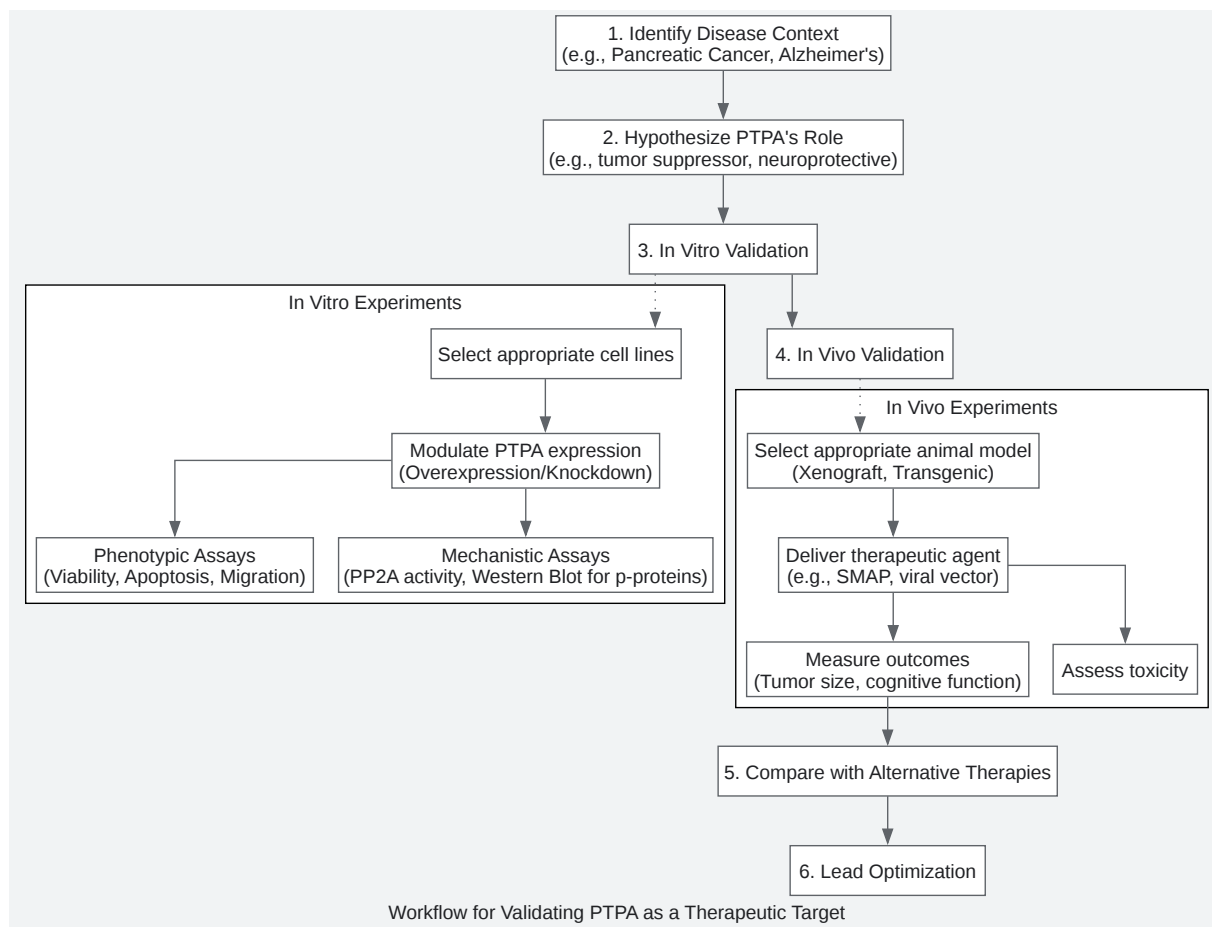 1. Identify Disease Context
(e.g., Pancreatic Cancer, Alzheimer's)
2. Hypothesize PTPA's Role
(e.g., tumor suppressor, neuroprotective)
3. In Vitro Validation
In Vitro Experiments
Select appropriate cell lines
Modulate PTPA expression
(Overexpression/Knockdown)
Phenotypic Assays
(Viability, Apoptosis, Migration)
Mechanistic Assays
(PP2A activity, Western Blot for p-proteins)
4. In Vivo Validation
In Vivo Experiments
Select appropriate animal model
(Xenograft, Transgenic)
Deliver therapeutic agent
(e.g., SMAP, viral vector)
Measure outcomes
(Tumor size, cognitive function)
Assess toxicity
5. Compare with Alternative Therapies
6. Lead Optimization
Workflow for Validating PTPA as a Therapeutic Target